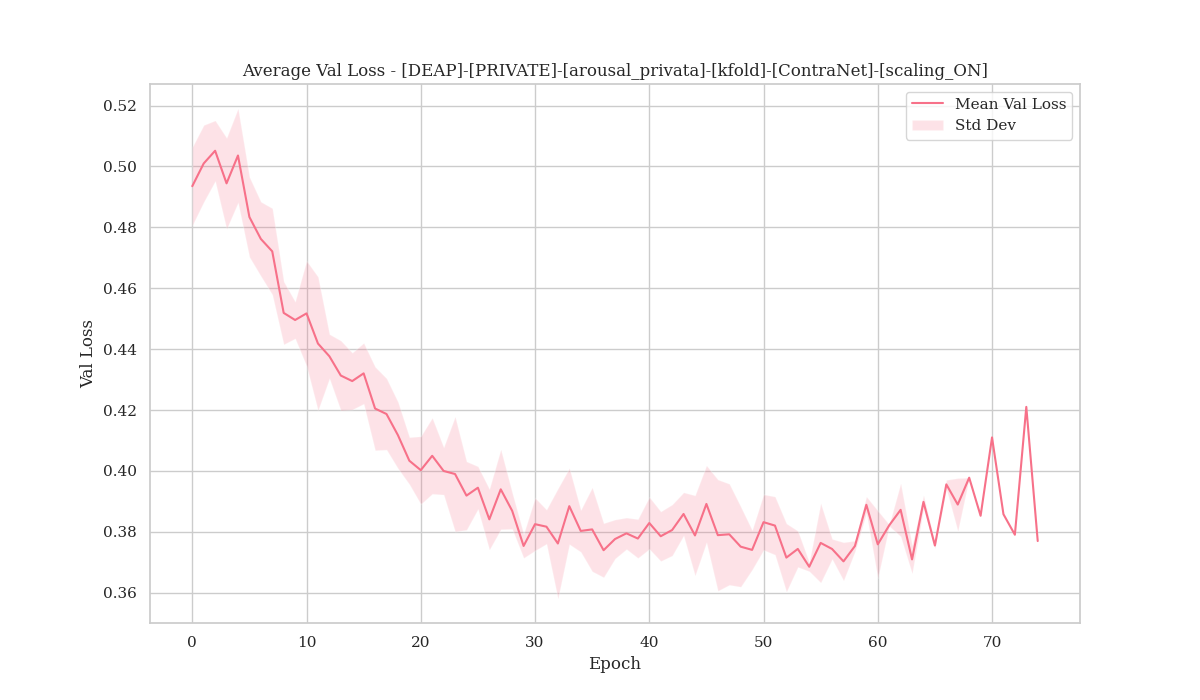 Average Val Loss - [DEAP]-[PRIVATE]-[arousal_privata]-[kfold]-[ContraNet]-[scaling_ON]
Mean Val Loss
Std Dev
0.52
0.50
0.48
0.46
0.44
0.42
0.40
0.38
0.36
Val Loss
0 10 20 30 40 50 60 70
Epoch